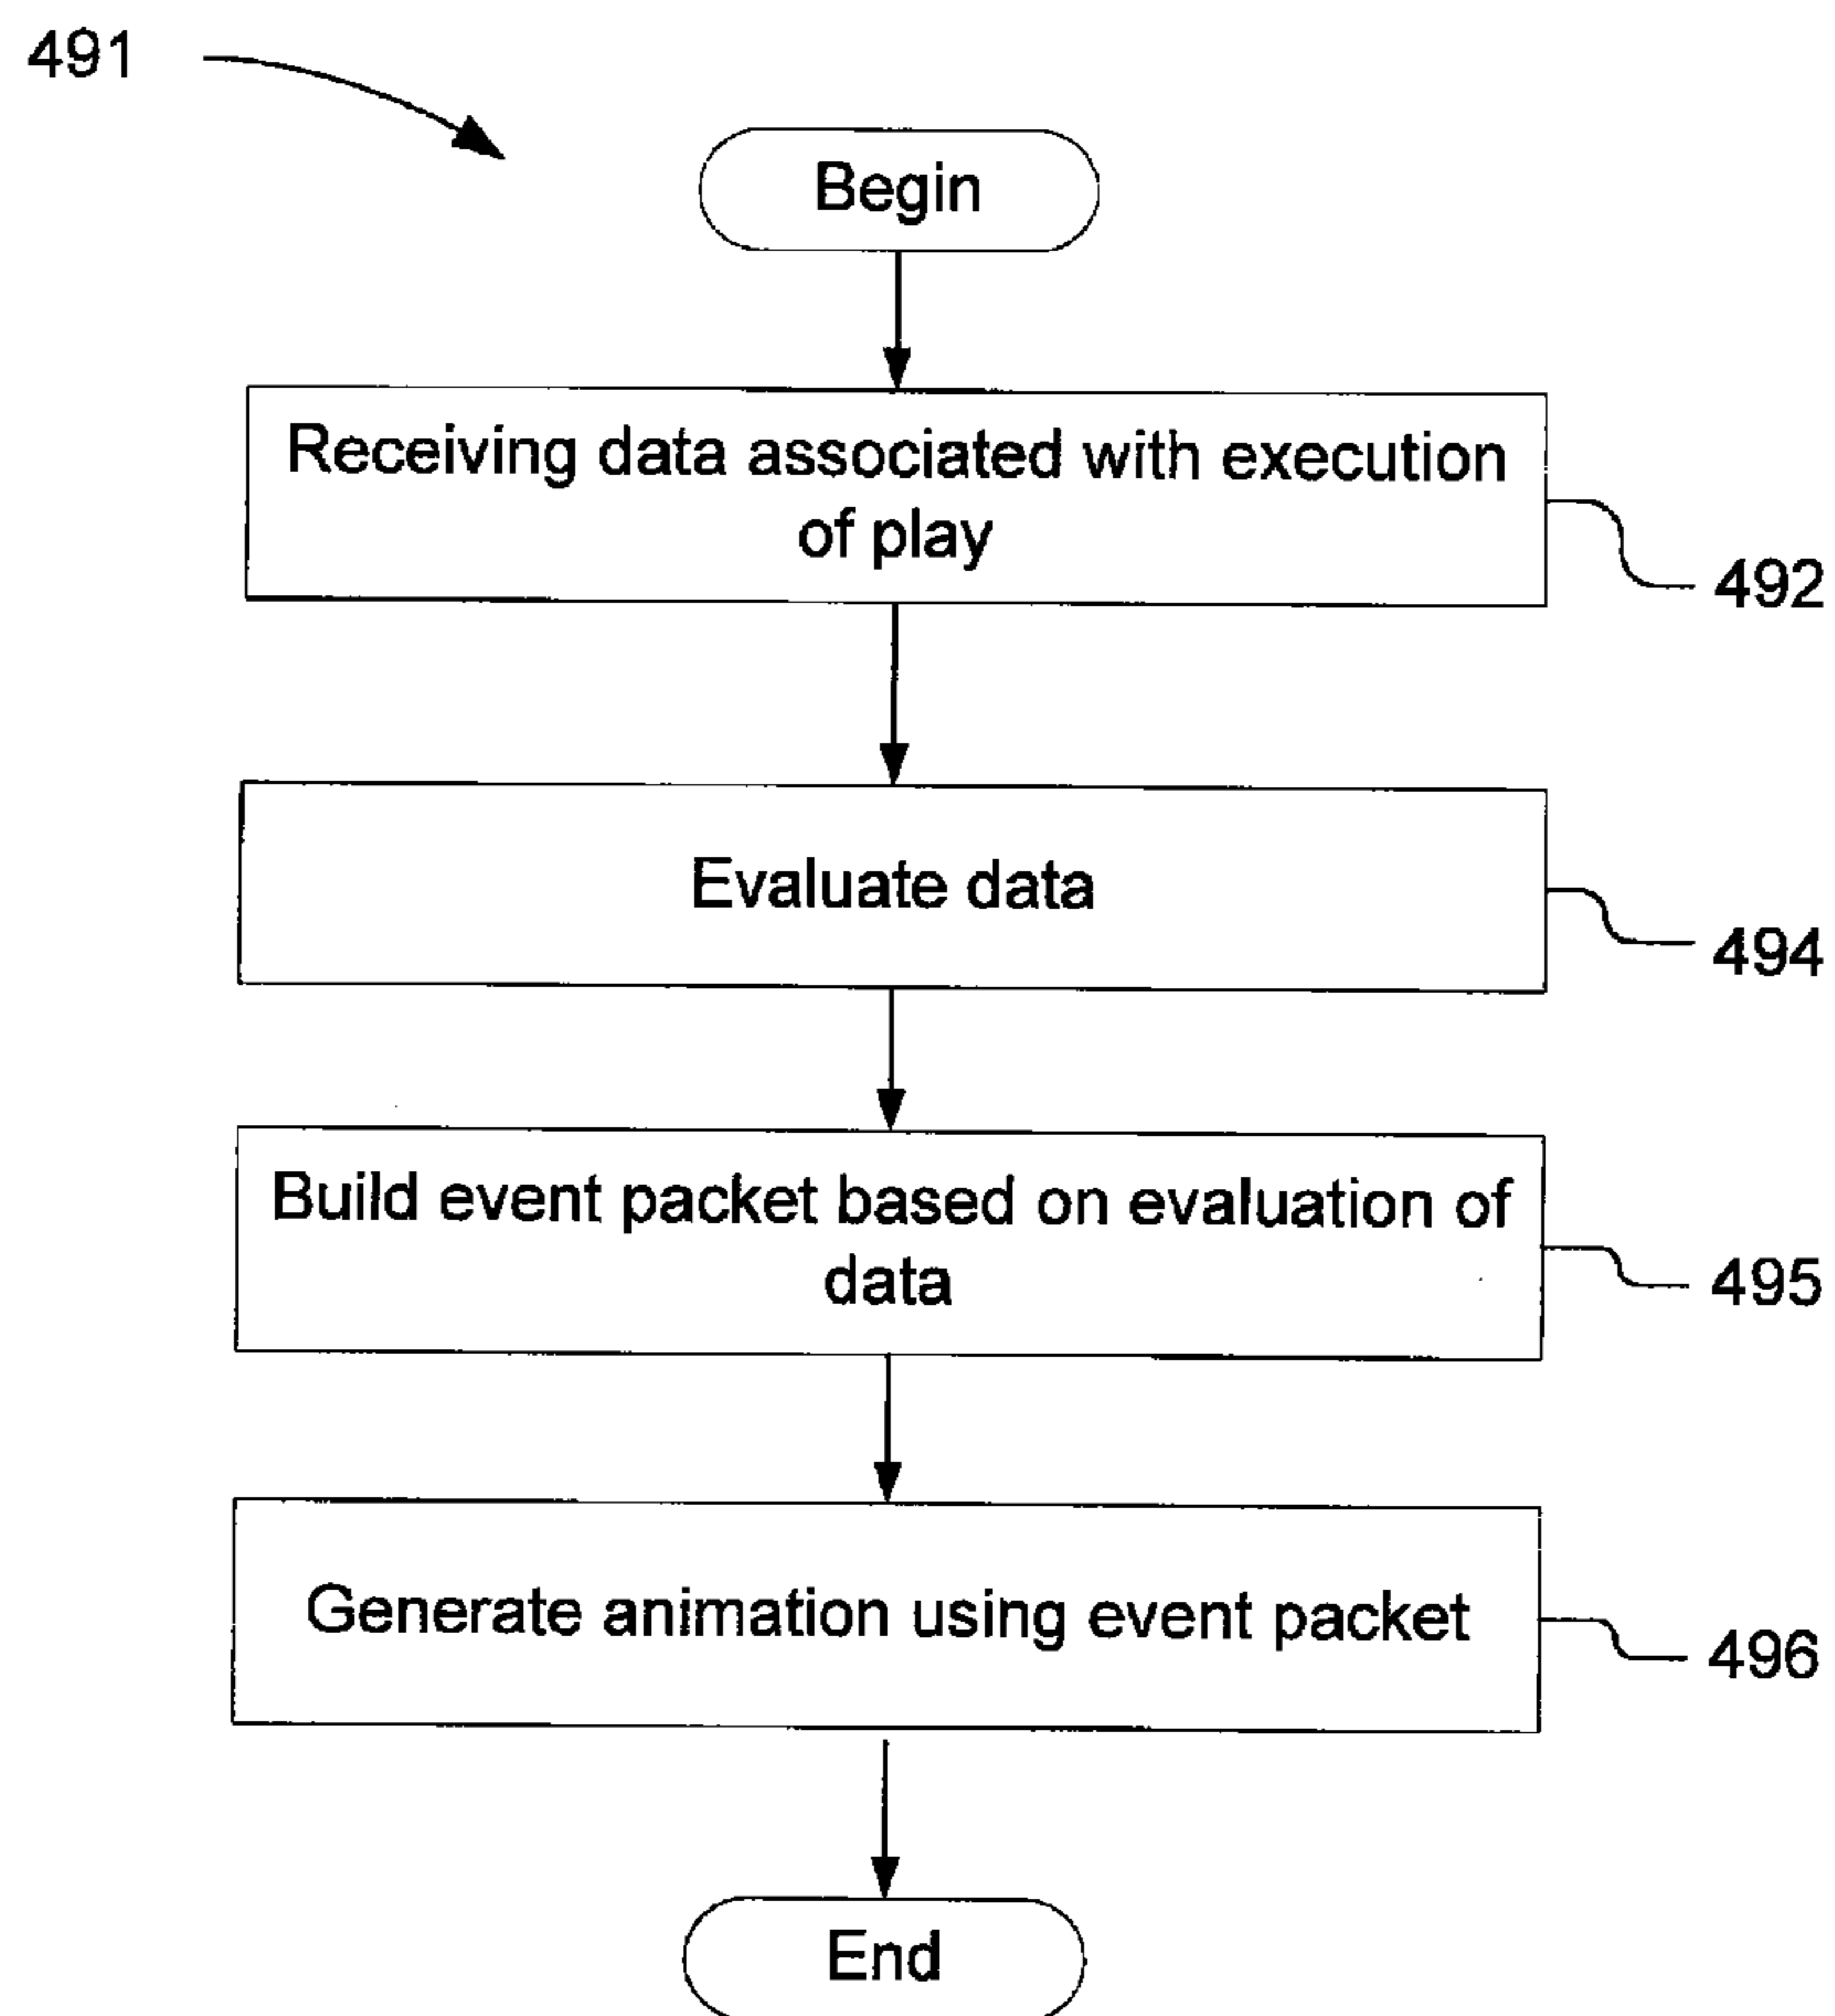 491
Begin
Receiving data associated with execution
of play
492
Evaluate data
494
Build event packet based on evaluation of
data
495
Generate animation using event packet
496
End